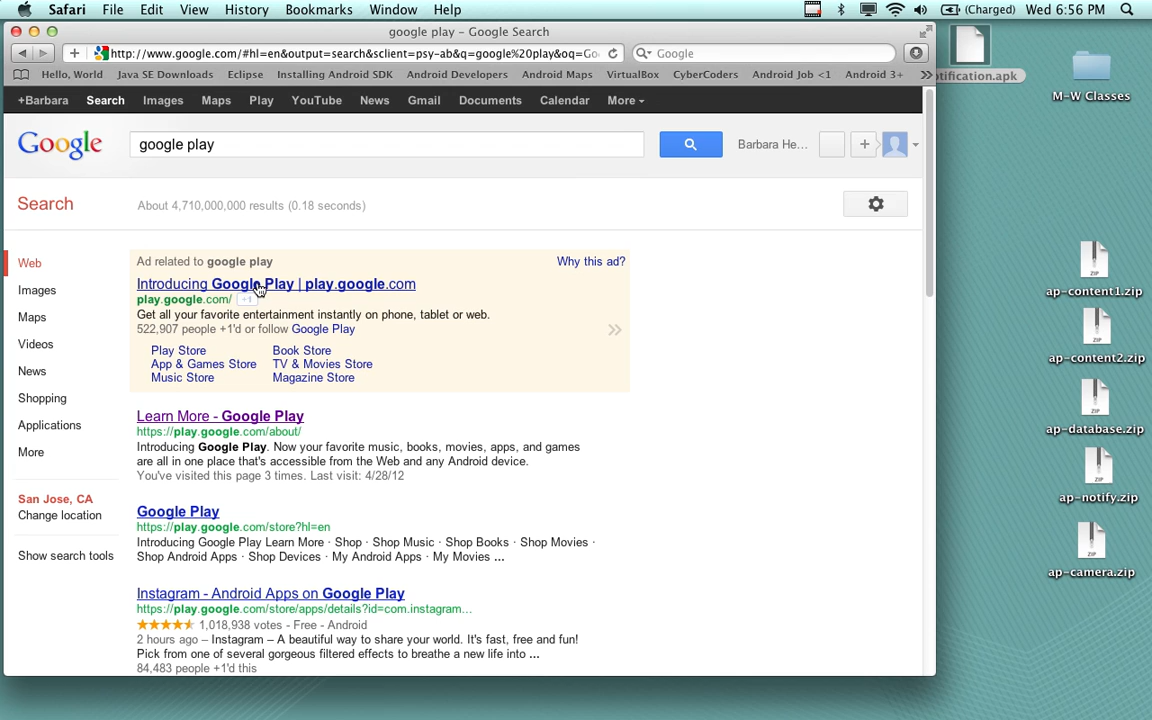 Safari File Edit View History Bookmarks Window Help (Charged) Wed 6:56 PM
google play - Google Search
http://www.google.com/#hl=en&output=search&sclient=psy-ab&q=google%20play&oq=Go Google
Hello, World Java SE Downloads Eclipse Installing Android SDK Android Developers Android Maps VirtualBox CyberCoders Android Job <1 Android 3+
+Barbara Search Images Maps Play YouTube News Gmail Documents Calendar More
Google google play Barbara He...
Search About 4,710,000,000 results (0.18 seconds)
Web
Images
Maps
Videos
News
Shopping
Applications
More
San Jose, CA
Change location
Show search tools
Ad related to google play Why this ad?
Introducing Google Play | play.google.com
play.google.com/ +1
Get all your favorite entertainment instantly on phone, tablet or web.
522,907 people +1'd or follow Google Play
Play Store Book Store
App & Games Store TV & Movies Store
Music Store Magazine Store
Learn More - Google Play
https://play.google.com/about/
Introducing Google Play. Now your favorite music, books, movies, apps, and games
are all in one place that's accessible from the Web and any Android device.
You've visited this page 3 times. Last visit: 4/28/12
Google Play
https://play.google.com/store?hl=en
Introducing Google Play Learn More · Shop · Shop Music · Shop Books · Shop Movies ·
Shop Android Apps · Shop Devices · My Android Apps · My Movies ...
Instagram - Android Apps on Google Play
https://play.google.com/store/apps/details?id=com.instagram...
1,018,938 votes - Free - Android
2 hours ago – Instagram – A beautiful way to share your world. It's fast, free and fun!
Pick from one of several gorgeous filtered effects to breathe a new life into ...
84,483 people +1'd this
otification.apk
M-W Classes
ZIP
ap-content1.zip
ZIP
ap-content2.zip
ZIP
ap-database.zip
ZIP
ap-notify.zip
ZIP
ap-camera.zip